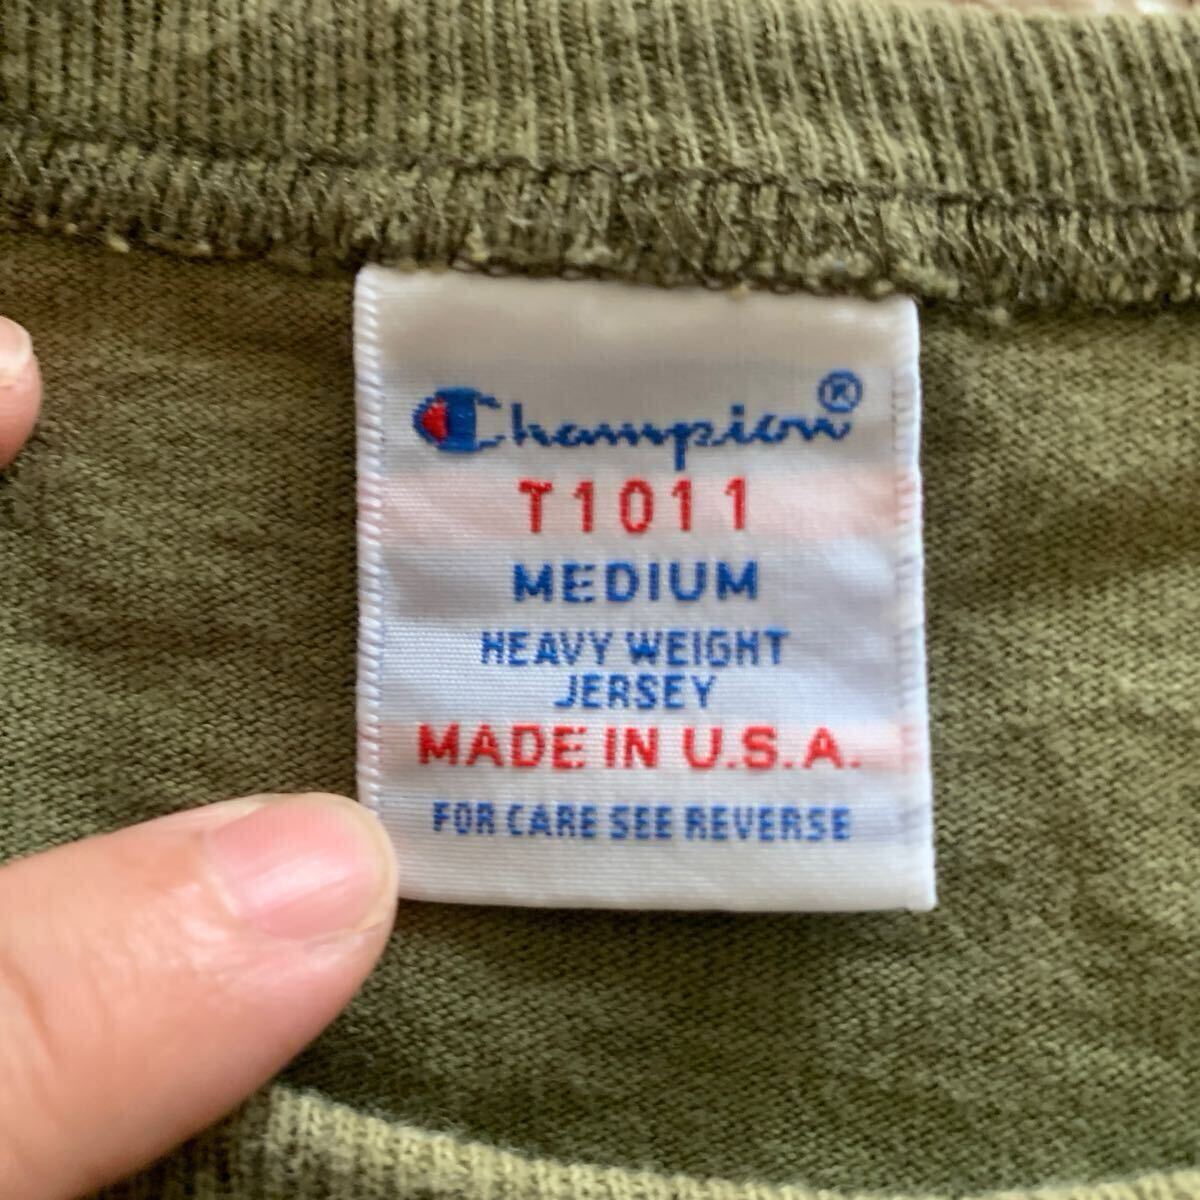 Champion®
T1011
MEDIUM
HEAVY WEIGHT
JERSEY
MADE IN U.S.A.
FOR CARE SEE REVERSE